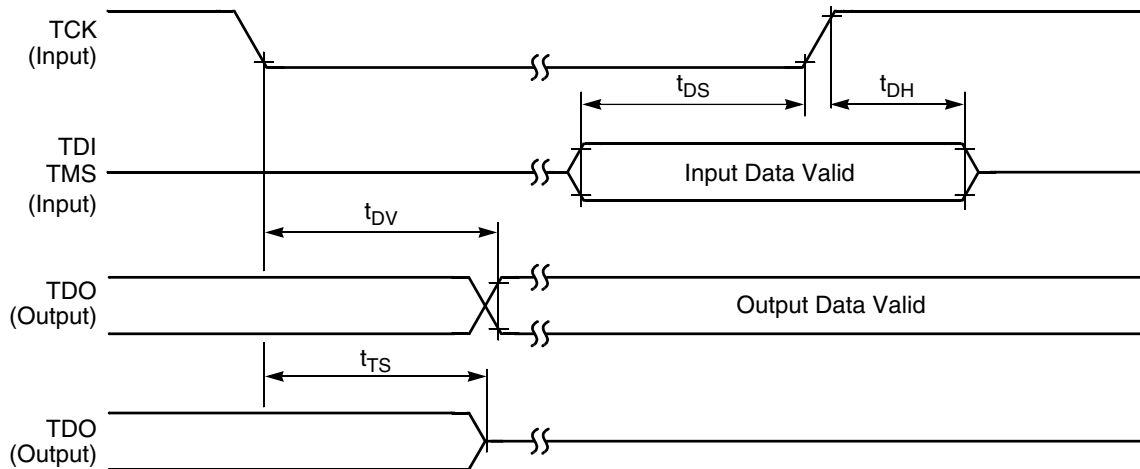 TCK
(Input)
tDS
tDH
TDI
TMS
(Input)
Input Data Valid
tDV
TDO
(Output)
Output Data Valid
tTS
TDO
(Output)